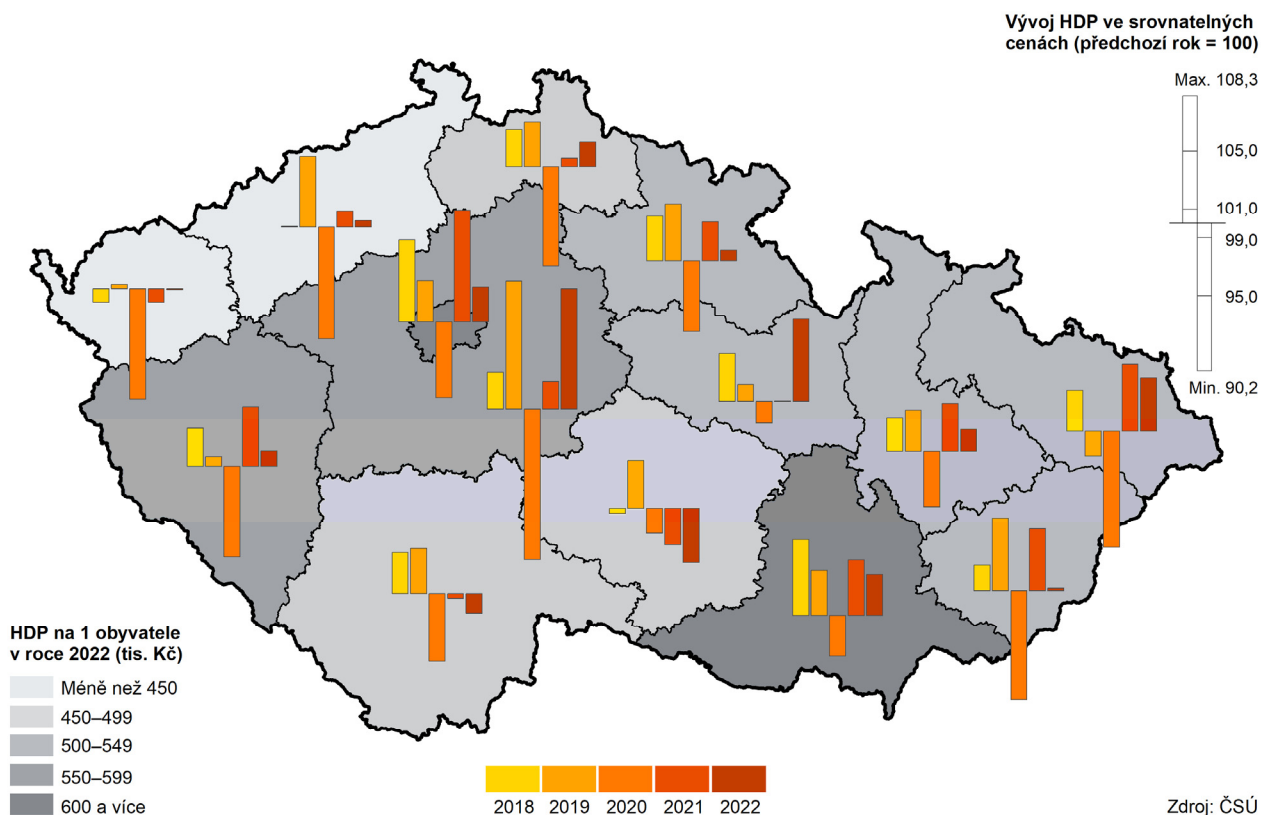 Vývoj HDP ve srovnatelných
cenách (předchozí rok = 100)
Max. 108,3
105,0
101,0
99,0
95,0
Min. 90,2
HDP na 1 obyvatele
v roce 2022 (tis. Kč)
Méně než 450
450–499
500–549
550–599
600 a více
2018 2019 2020 2021 2022
Zdroj: ČSÚ